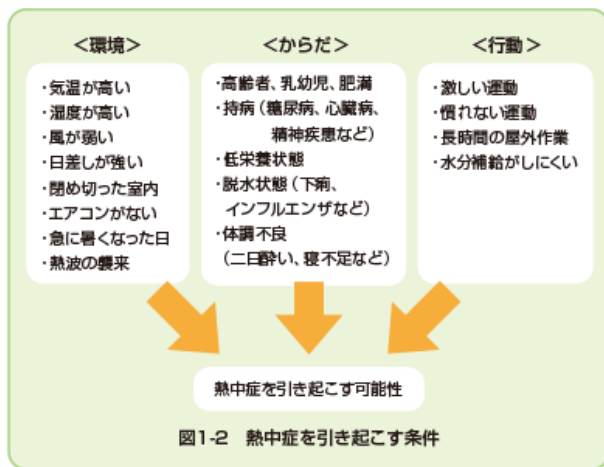 <環境>
・気温が高い
・湿度が高い
・風が弱い
・日差しが強い
・閉め切った室内
・エアコンがない
・急に暑くなった日
・熱波の襲来
<からだ>
・高齢者、乳幼児、肥満
・持病(糖尿病、心臓病、
精神疾患など)
・低栄養状態
・脱水状態(下痢、
インフルエンザなど)
・体調不良
(二日酔い、寝不足など)
<行動>
・激しい運動
・慣れない運動
・長時間の屋外作業
・水分補給がしにくい
熱中症を引き起こす可能性
図1-2 熱中症を引き起こす条件